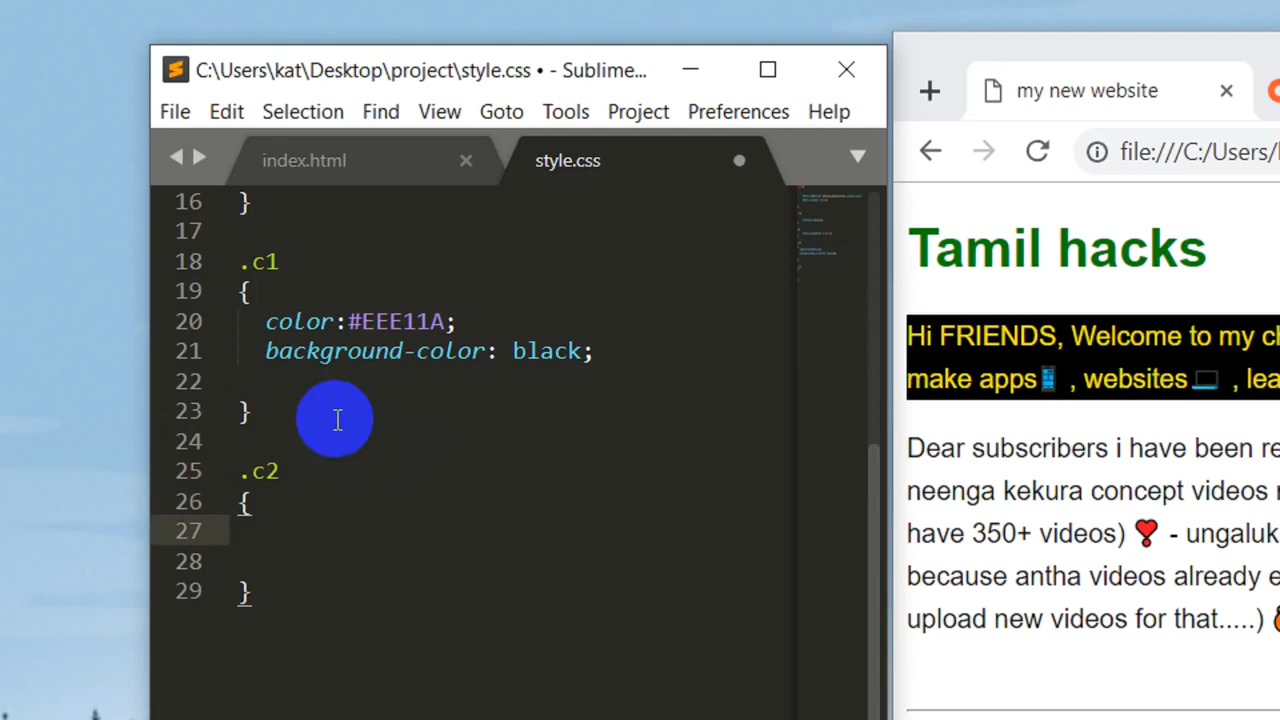 C:\Users\kat\Desktop\project\style.css • - Sublime...
File Edit Selection Find View Goto Tools Project Preferences Help
index.html
style.css
16 }
17
18 .c1
19 {
20 color:#EEE11A;
21 background-color: black;
22
23 }
24
25 .c2
26 {
27
28
29 }
my new website
file:///C:/Users/
Tamil hacks
Hi FRIENDS, Welcome to my
make apps📱 , websites💻 ,
Dear subscribers i have been
neenga kekura concept videos
have 350+ videos) ❣ - ungaluk
because antha videos already
upload new videos for that.....)